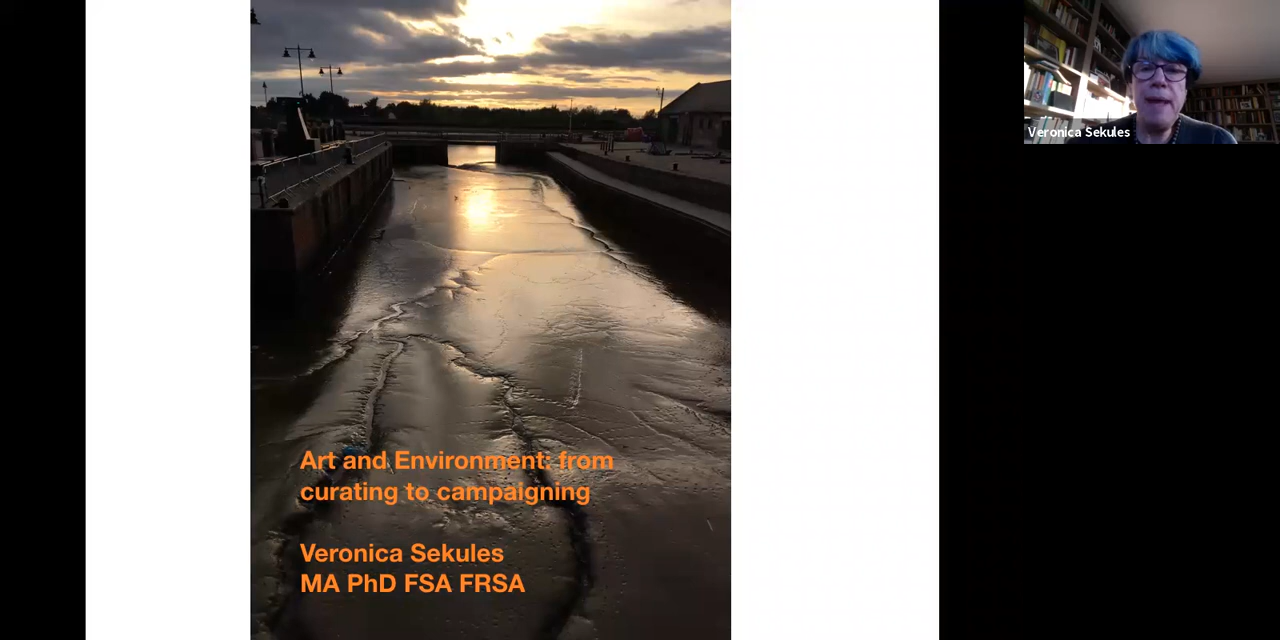 Veronica Sekules
Art and Environment: from
curating to campaigning
Veronica Sekules
MA PhD FSA FRSA